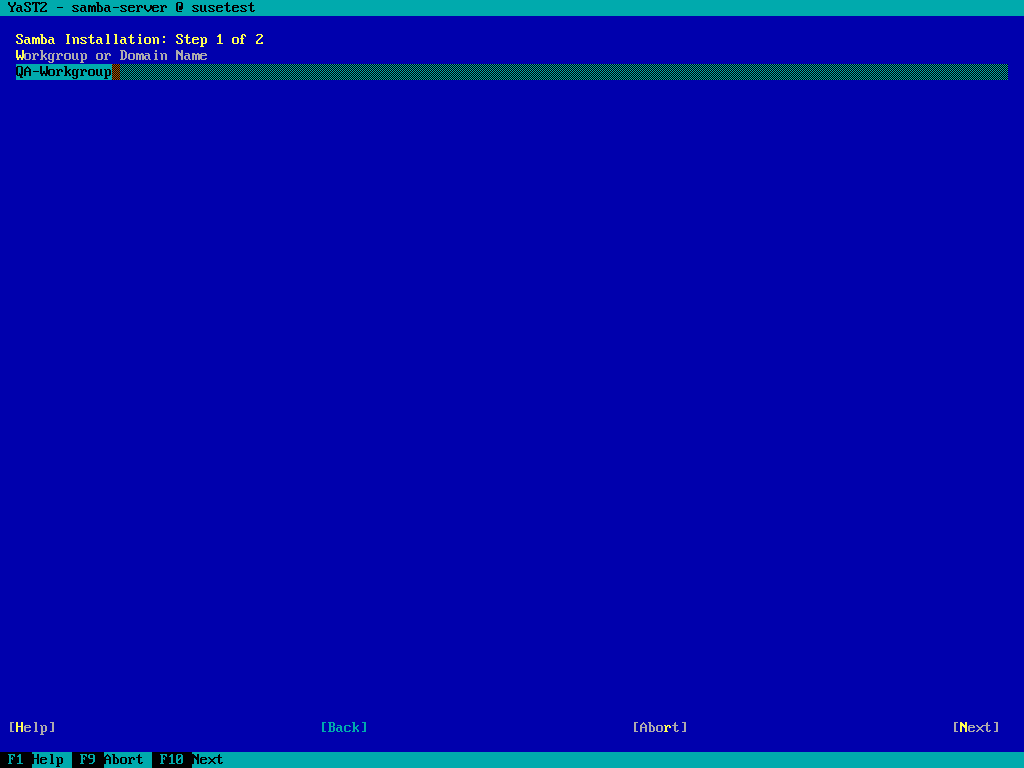 YaST2 - samba-server @ susetest
Samba Installation: Step 1 of 2
Workgroup or Domain Name
QA-Workgroup
[Help] [Back] [Abort] [Next]
F1 Help F9 Abort F10 Next